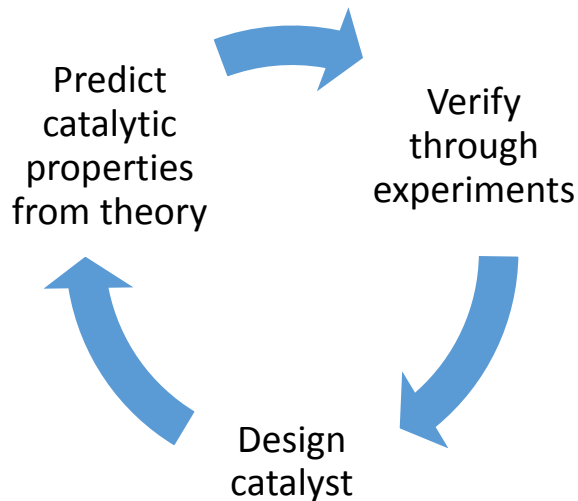 Predict
catalytic
properties
from theory
Verify
through
experiments
Design
catalyst